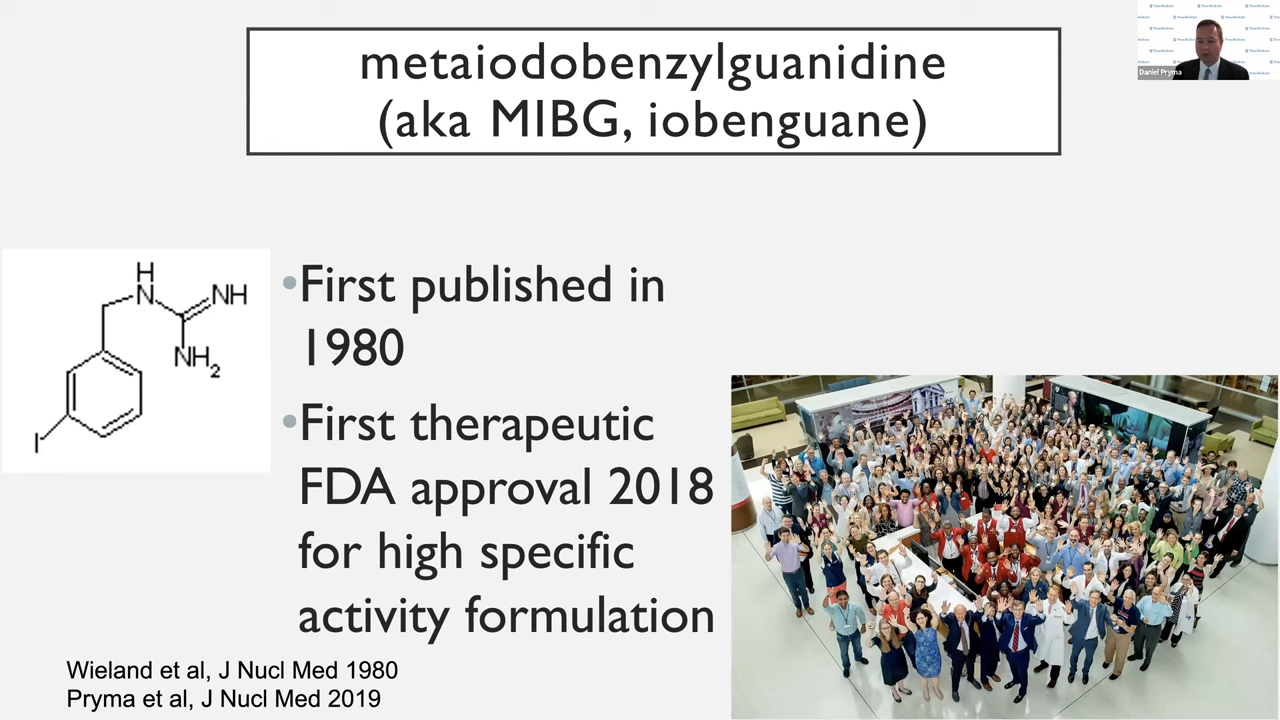 metaiodobenzylguanidine
(aka MIBG, iobenguane)
Daniel Pryma
H
N
NH
NH2
I
•First published in
1980
•First therapeutic
FDA approval 2018
for high specific
activity formulation
Wieland et al, J Nucl Med 1980
Pryma et al, J Nucl Med 2019